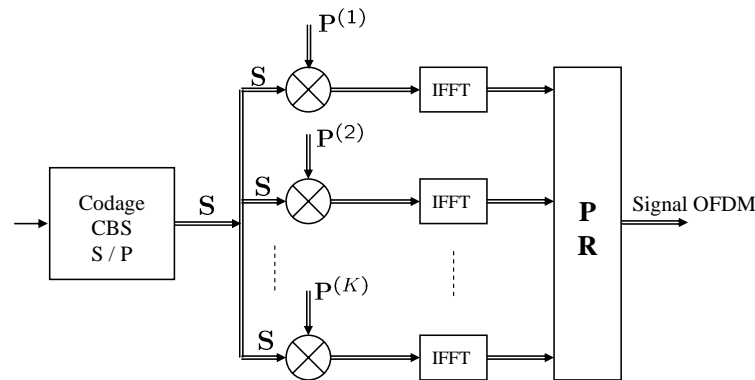 P^(1)
S
IFFT
P^(2)
S
IFFT
Codage
CBS
S / P
S
P
R
Signal OFDM
P^(K)
S
IFFT